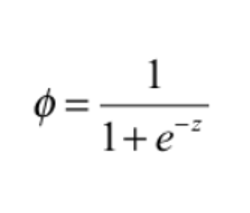 ϕ = 1 / (1 + e^{-z})